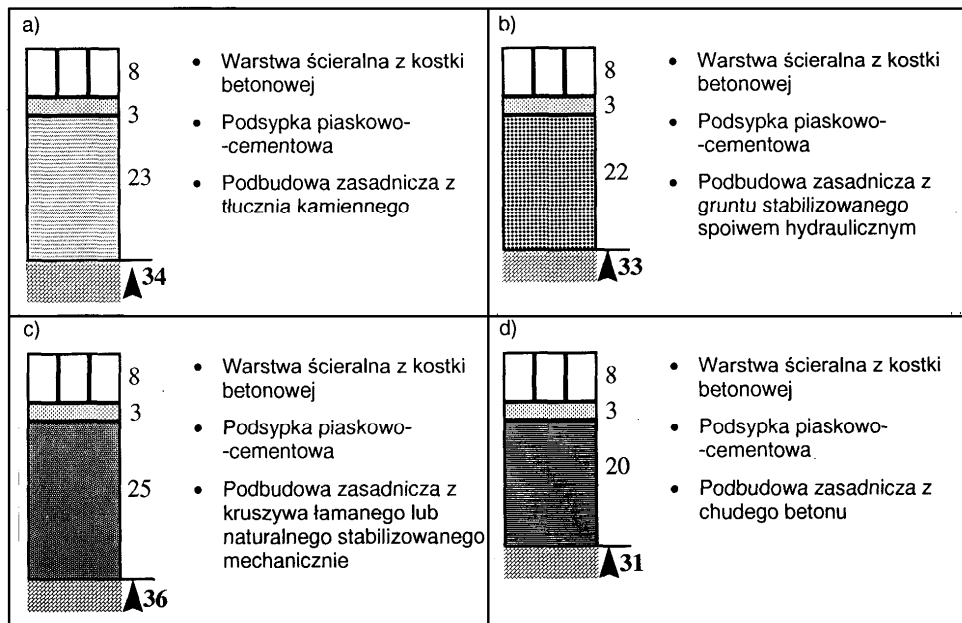 a)
8
3
23
34
• Warstwa ścieralna z kostki
betonowej
• Podsypka piaskowo-
-cementowa
• Podbudowa zasadnicza z
tłucznia kamiennego
b)
8
3
22
33
• Warstwa ścieralna z kostki
betonowej
• Podsypka piaskowo-
-cementowa
• Podbudowa zasadnicza z
gruntu stabilizowanego
spoiwem hydraulicznym
c)
8
3
25
36
• Warstwa ścieralna z kostki
betonowej
• Podsypka piaskowo-
-cementowa
• Podbudowa zasadnicza z
kruszywa łamanego lub
naturalnego stabilizowanego
mechanicznie
d)
8
3
20
31
• Warstwa ścieralna z kostki
betonowej
• Podsypka piaskowo-
-cementowa
• Podbudowa zasadnicza z
chudego betonu